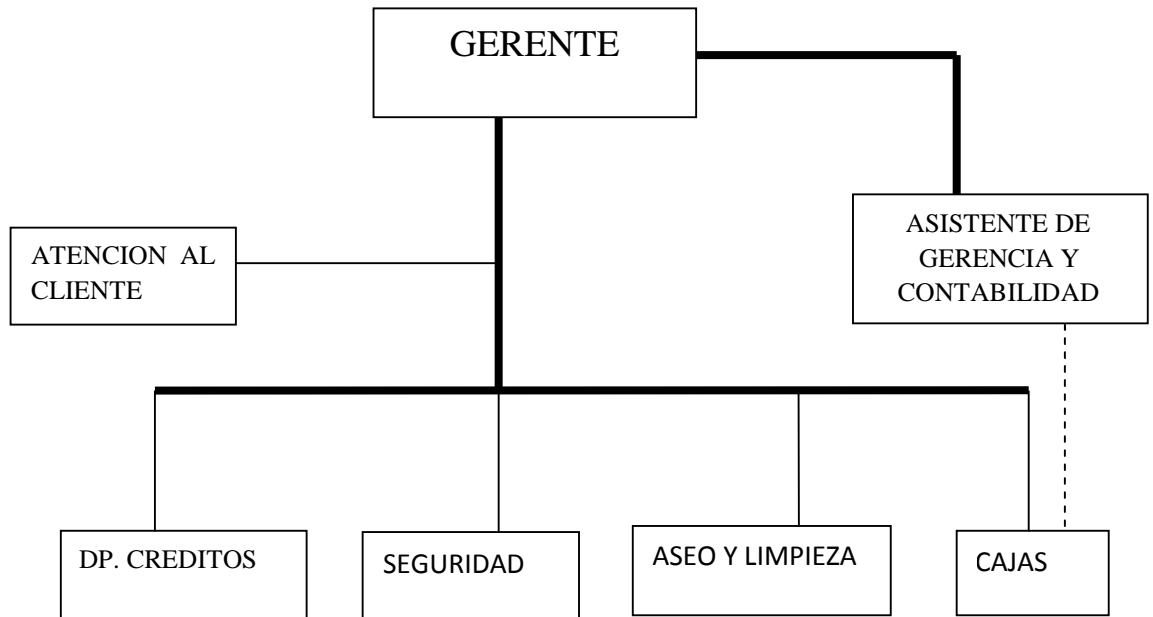 GERENTE
ATENCION AL
CLIENTE
ASISTENTE DE
GERENCIA Y
CONTABILIDAD
DP. CREDITOS
SEGURIDAD
ASEO Y LIMPIEZA
CAJAS